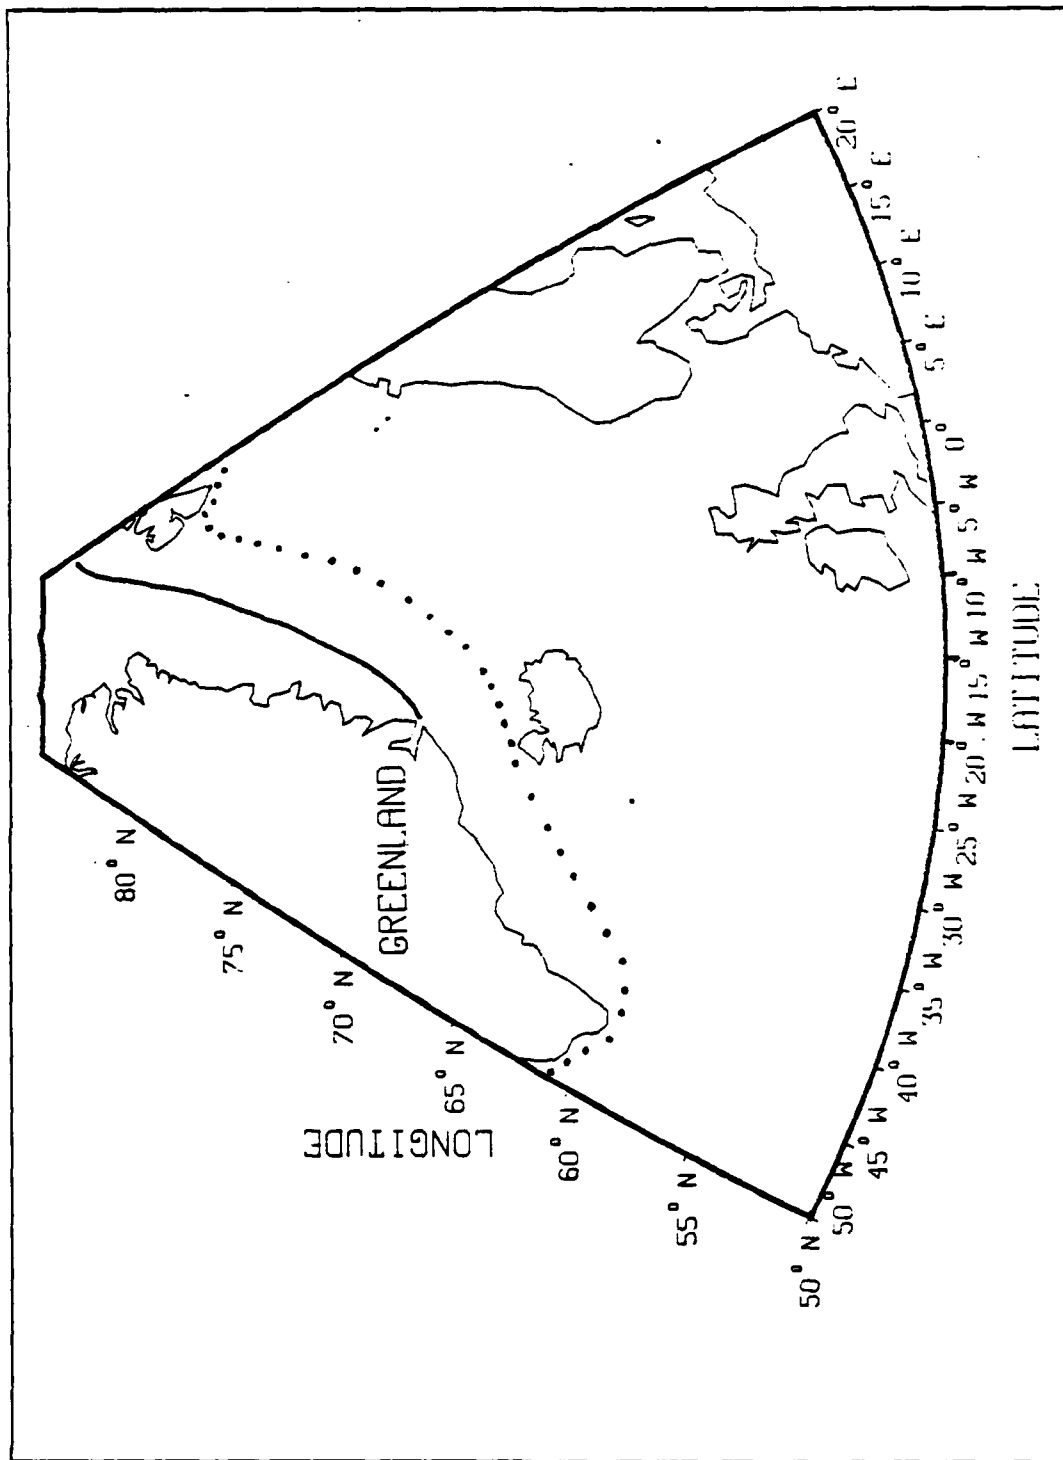 80° N
75° N
70° N
65° N
60° N
55° N
50° N
LONGITUDE
GREENLAND
50° W
45° W
40° W
35° W
30° W
25° W
20° W
15° W
10° W
5° W
0°
5° E
10° E
15° E
20° E
LATITUDE